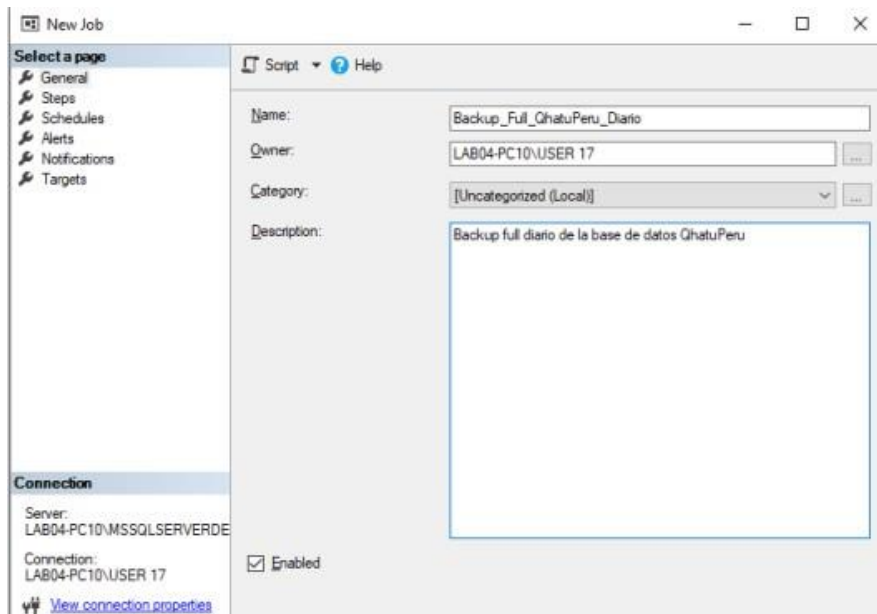 New Job
Select a page
General
Steps
Schedules
Alerts
Notifications
Targets
Script
Help
Name:
Backup_Full_QhatuPeru_Diario
Owner:
LAB04-PC10\USER 17
...
Category:
[Uncategorized (Local)]
...
Description:
Backup full diario de la base de datos QhatuPeru
Enabled
Connection
Server:
LAB04-PC10\MSSQLSERVERDE
Connection:
LAB04-PC10\USER 17
View connection properties